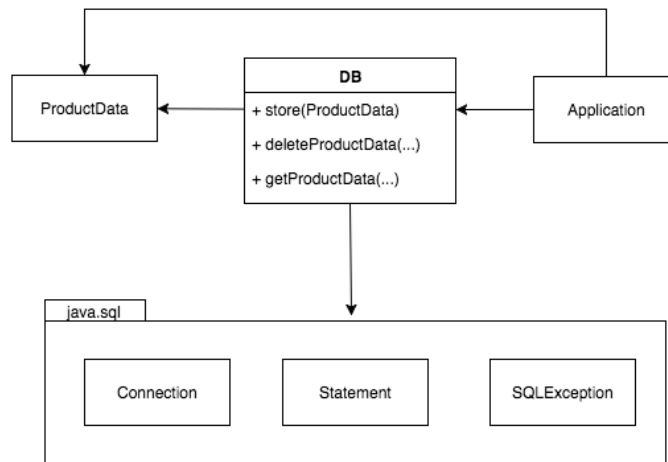 DB
ProductData
+ store(ProductData)
+ deleteProductData(...)
+ getProductData(...)
Application
java.sql
Connection
Statement
SQLException